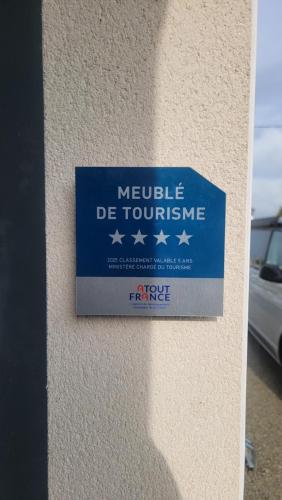 MEUBLÉ
DE TOURISME
2025 CLASSEMENT VALABLE 5 ANS
MINISTÈRE CHARGÉ DU TOURISME
ATOUT
FRANCE